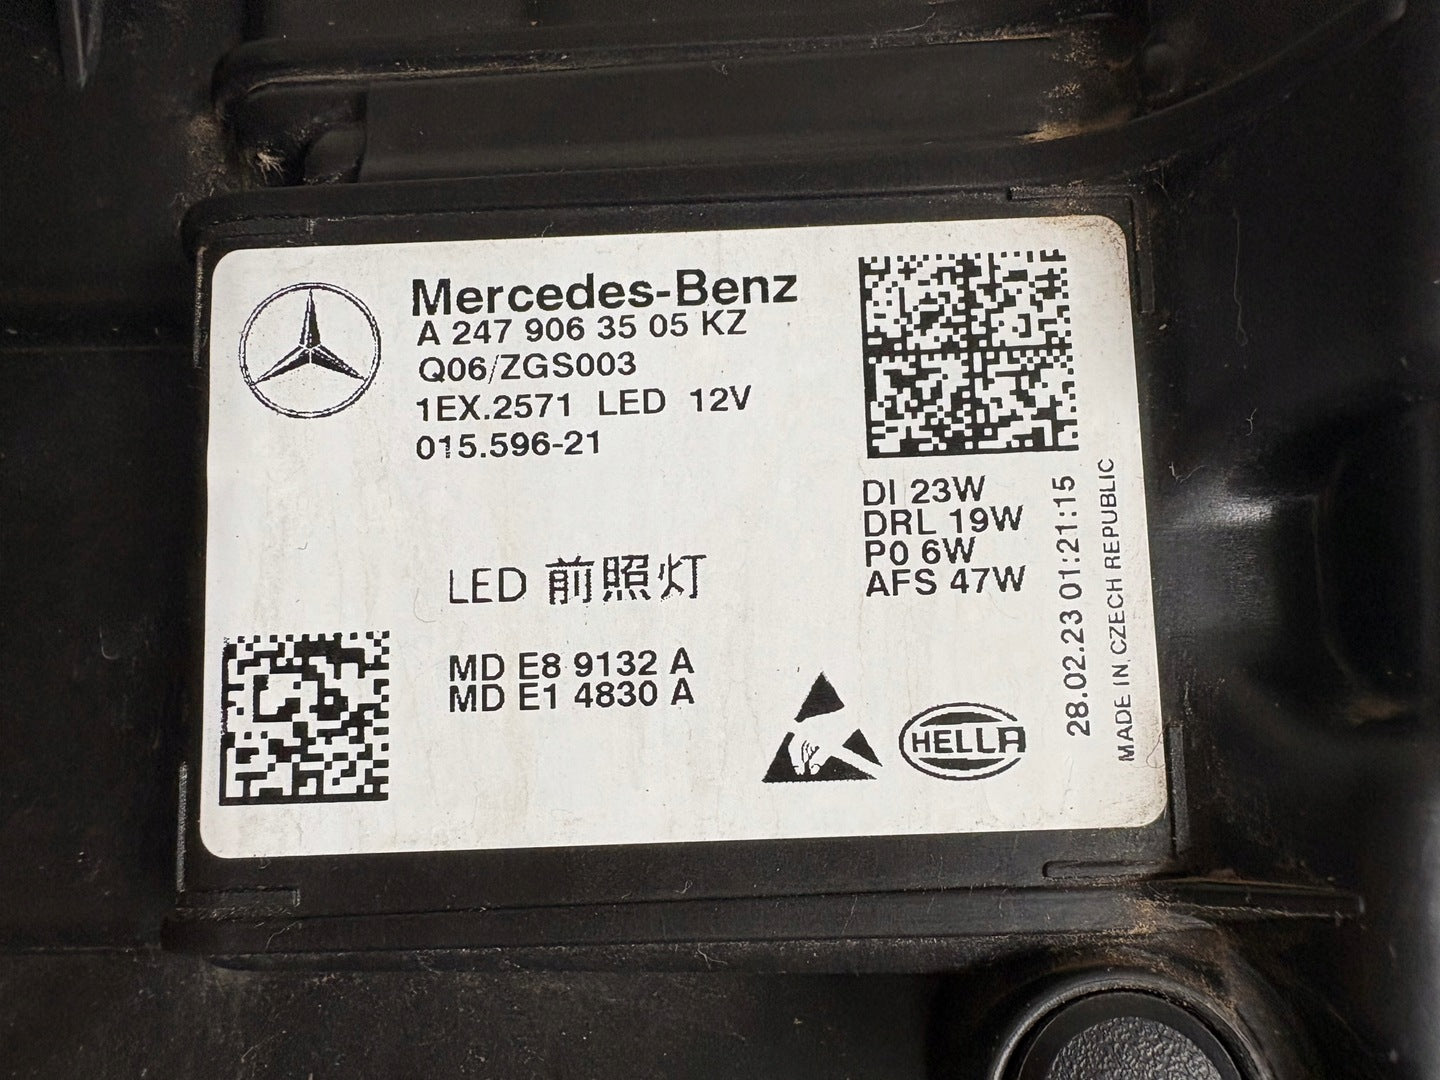 Mercedes-Benz
A 247 906 35 05 KZ
Q06/ZGS003
1EX.2571 LED 12V
015.596-21
DI 23W
DRL 19W
PO 6W
AFS 47W
28.02.23 01:21:15
MADE IN CZECH REPUBLIC
LED 前照灯
MD E8 9132 A
MD E1 4830 A
HELLA